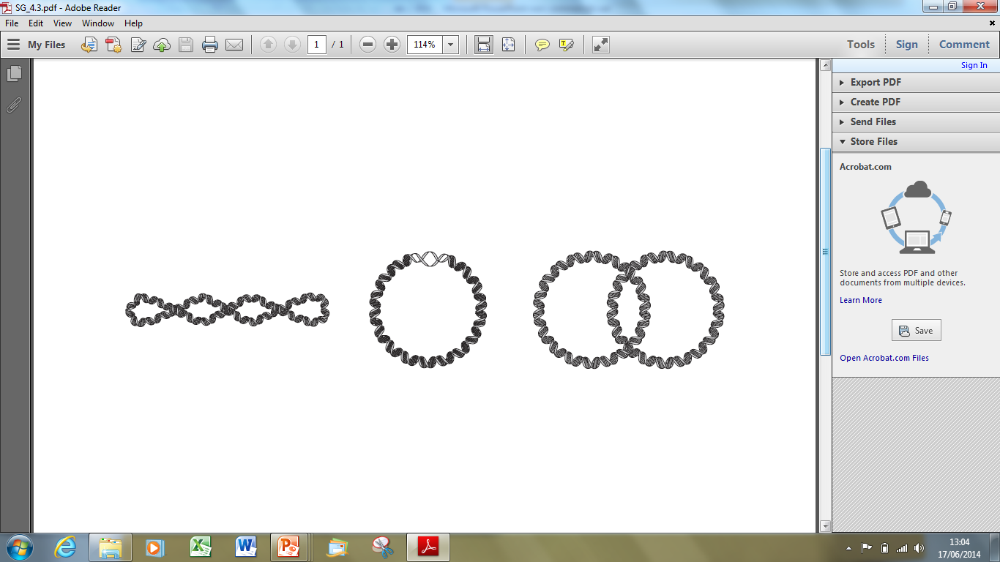 SG_4.3.pdf - Adobe Reader
File Edit View Window Help
My Files 1 / 1 114% Tools Sign Comment
Sign In
Export PDF
Create PDF
Send Files
Store Files
Acrobat.com
Store and access PDF and other
documents from multiple devices.
Learn More
Save
Open Acrobat.com Files
13:04
17/06/2014